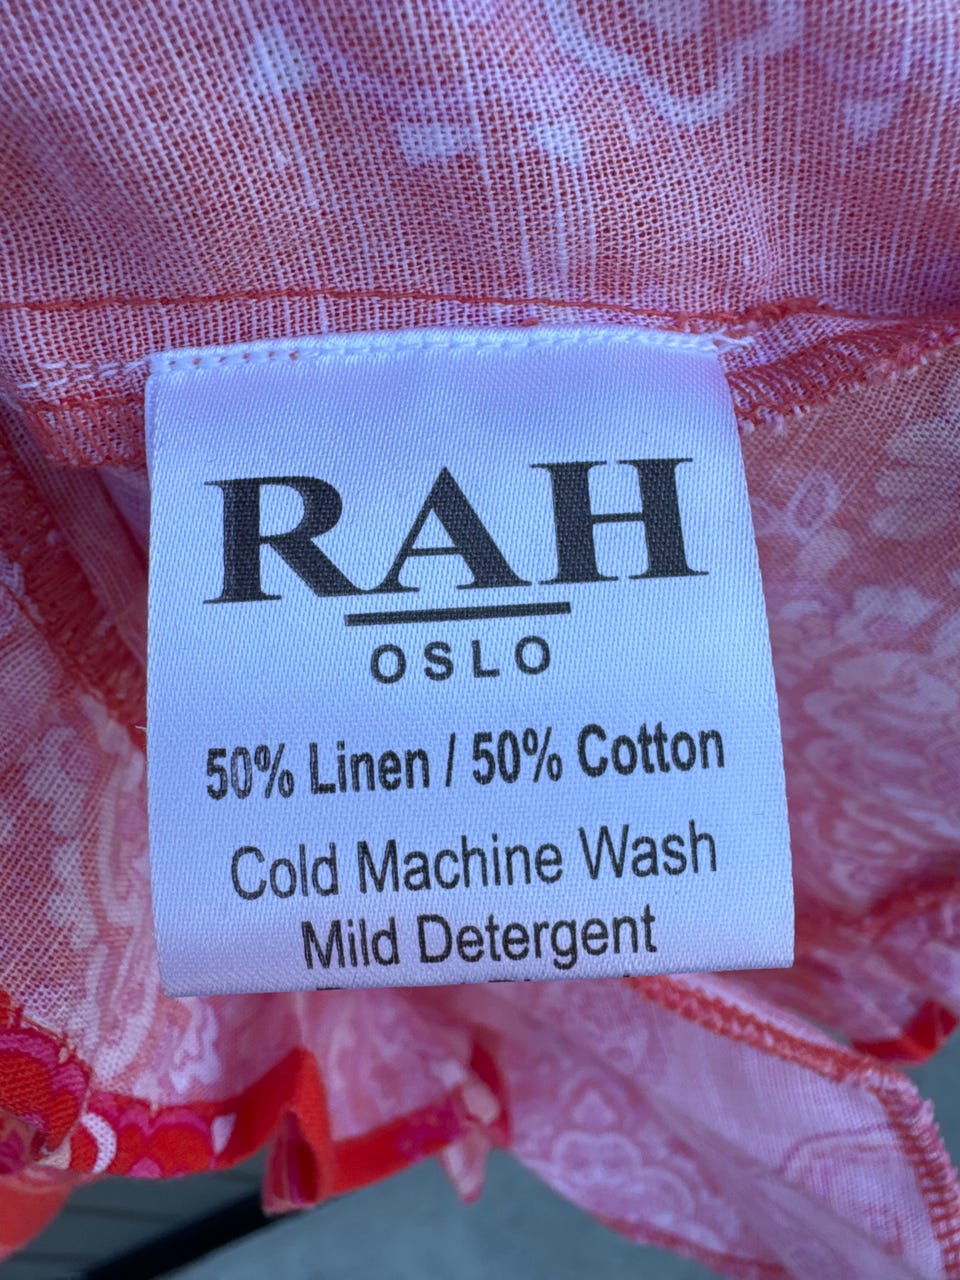 RAH
OSLO
50% Linen / 50% Cotton
Cold Machine Wash
Mild Detergent